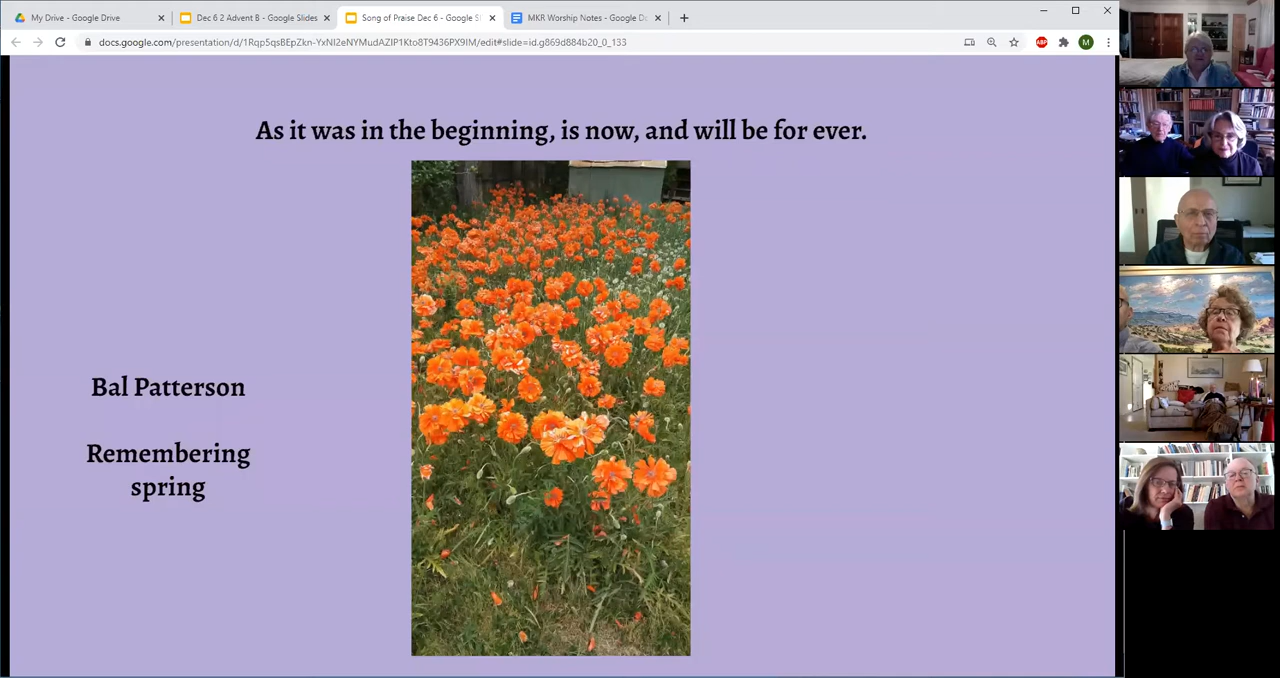 My Drive - Google Drive
Dec 6 2 Advent B - Google Slides
Song of Praise Dec 6 - Google Sl
MKR Worship Notes - Google Do
docs.google.com/presentation/d/1Rqp5qsBEpZkn-YxNI2eNYMudAZIP1Kto8T9436PX9IM/edit#slide=id.g869d884b20_0_133
ABP
M
As it was in the beginning, is now, and will be for ever.
Bal Patterson
Remembering
spring